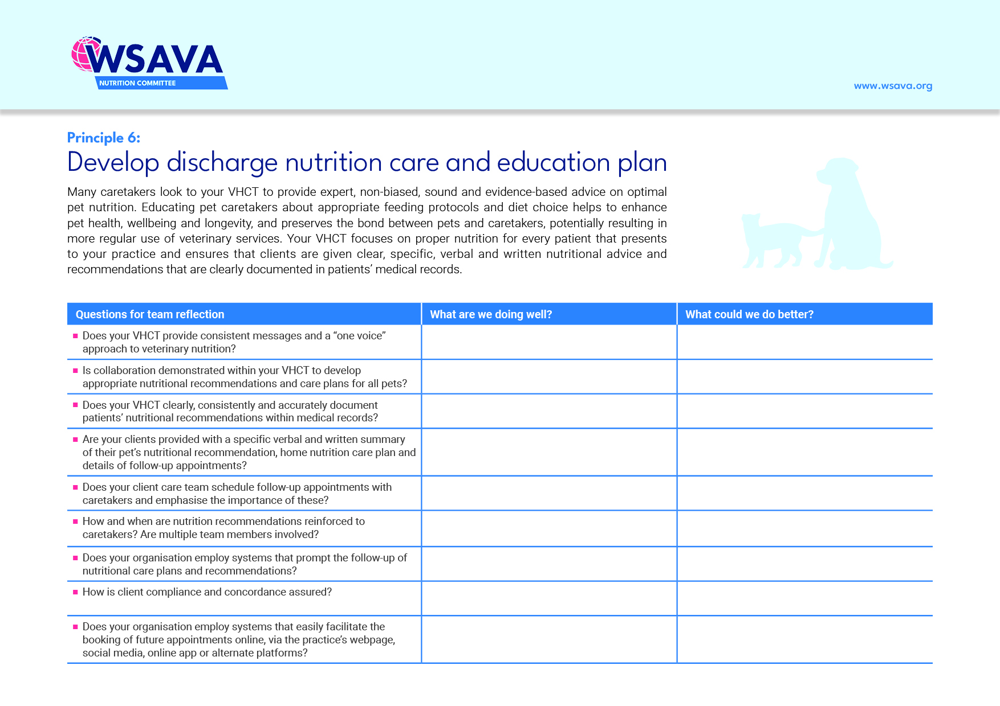 WSAVA
NUTRITION COMMITTEE
www.wsava.org
Principle 6:
Develop discharge nutrition care and education plan
Many caretakers look to your VHCT to provide expert, non-biased, sound and evidence-based advice on optimal
pet nutrition. Educating pet caretakers about appropriate feeding protocols and diet choice helps to enhance
pet health, wellbeing and longevity, and preserves the bond between pets and caretakers, potentially resulting in
more regular use of veterinary services. Your VHCT focuses on proper nutrition for every patient that presents
to your practice and ensures that clients are given clear, specific, verbal and written nutritional advice and
recommendations that are clearly documented in patients’ medical records.
Questions for team reflection
What are we doing well?
What could we do better?
Does your VHCT provide consistent messages and a “one voice”
approach to veterinary nutrition?
Is collaboration demonstrated within your VHCT to develop
appropriate nutritional recommendations and care plans for all pets?
Does your VHCT clearly, consistently and accurately document
patients’ nutritional recommendations within medical records?
Are your clients provided with a specific verbal and written summary
of their pet’s nutritional recommendation, home nutrition care plan and
details of follow-up appointments?
Does your client care team schedule follow-up appointments with
caretakers and emphasise the importance of these?
How and when are nutrition recommendations reinforced to
caretakers? Are multiple team members involved?
Does your organisation employ systems that prompt the follow-up of
nutritional care plans and recommendations?
How is client compliance and concordance assured?
Does your organisation employ systems that easily facilitate the
booking of future appointments online, via the practice’s webpage,
social media, online app or alternate platforms?